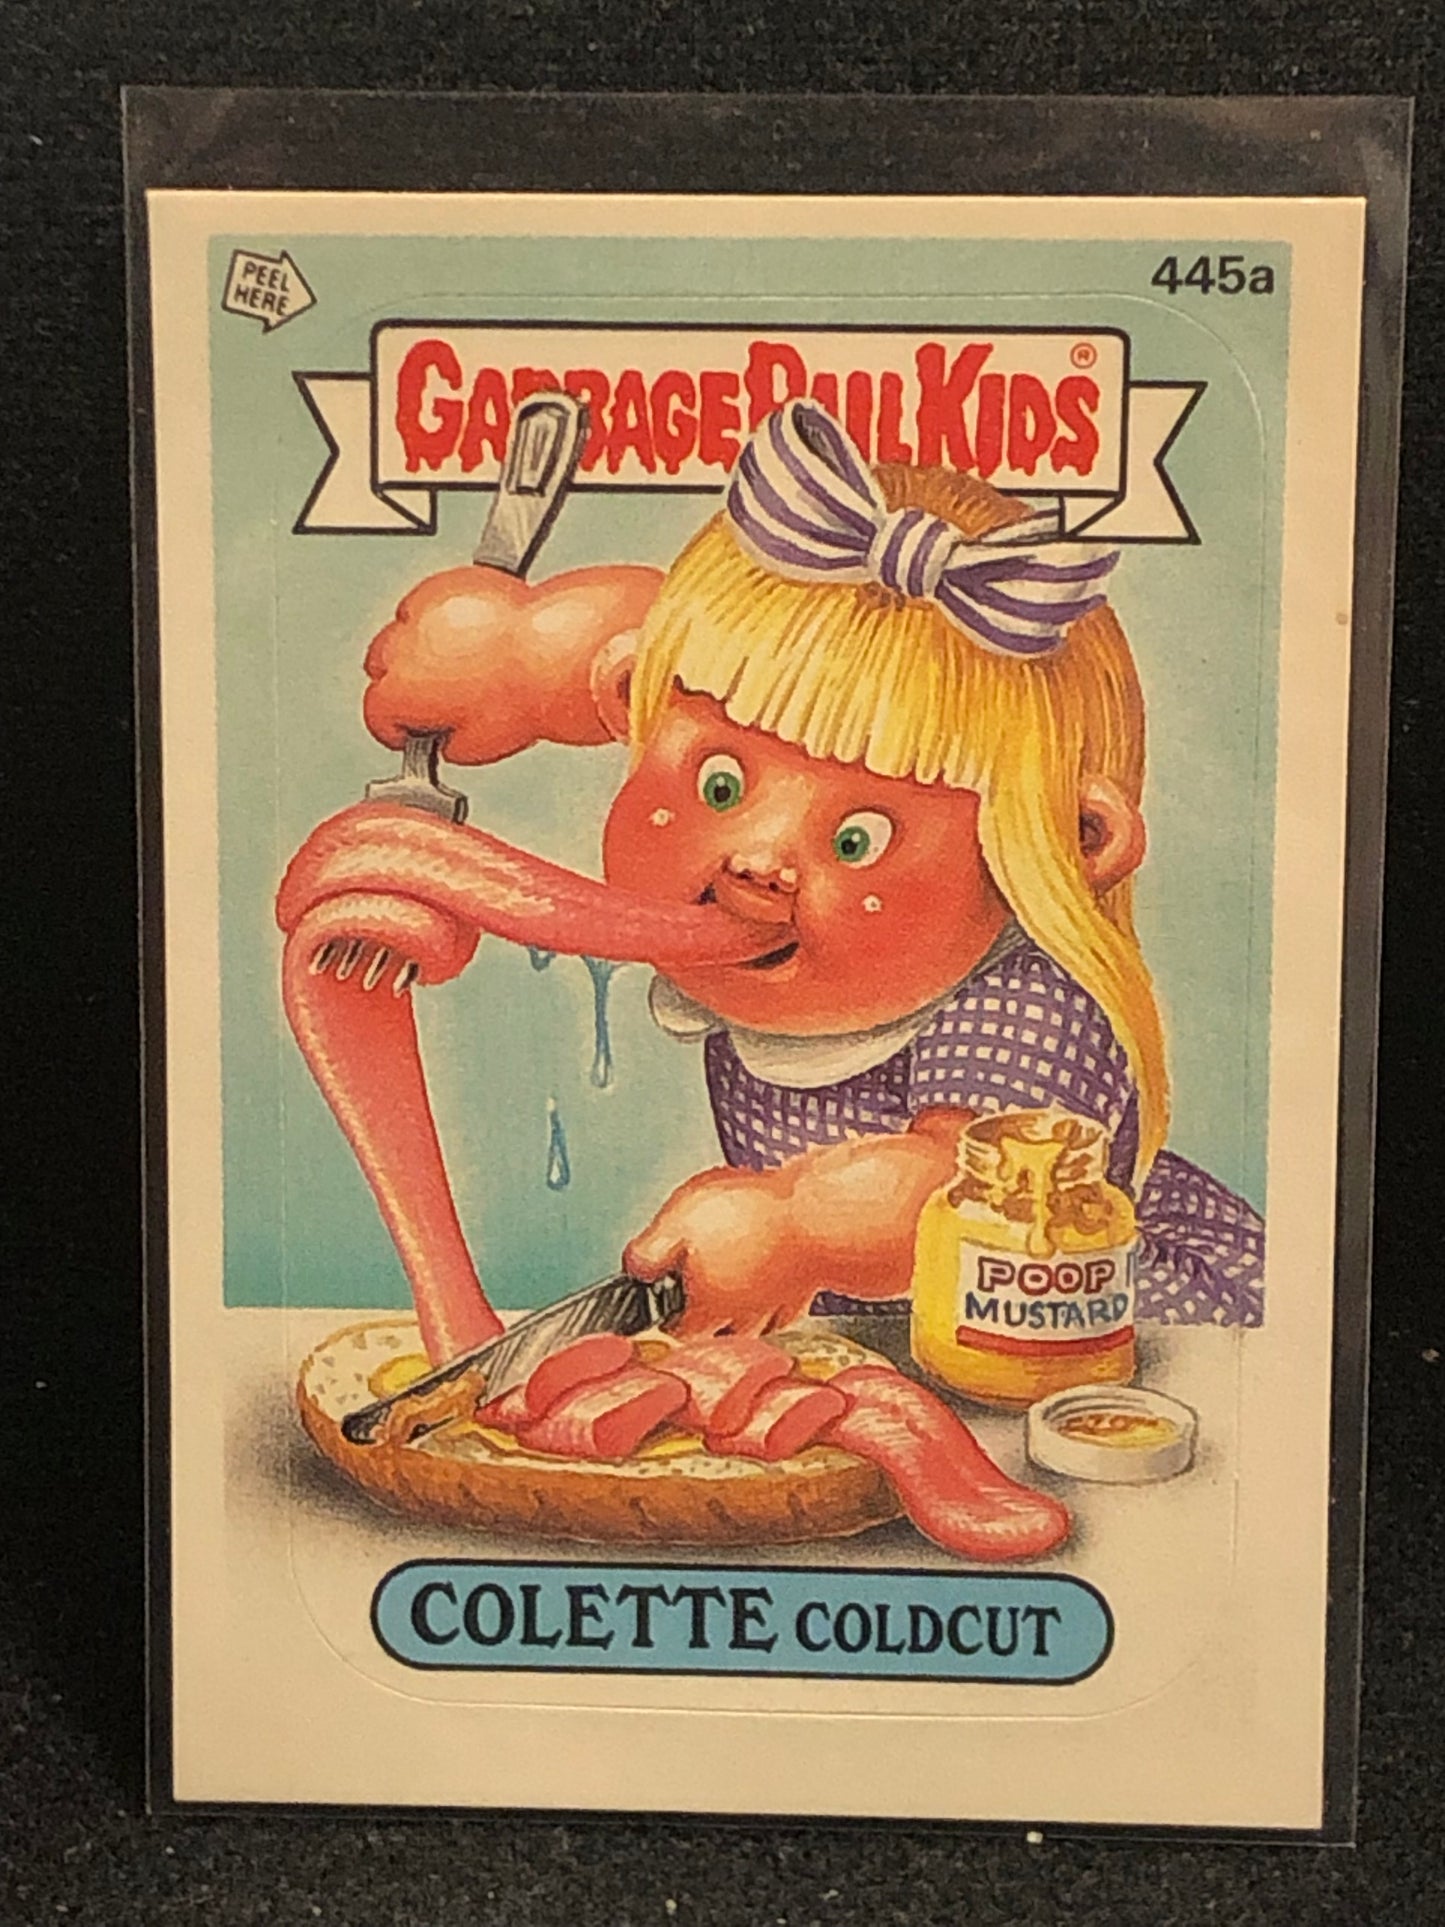 PEEL
HERE
445a
GARBAGE PAIL KIDS®
POOP
MUSTARD
COLETTE COLDCUT